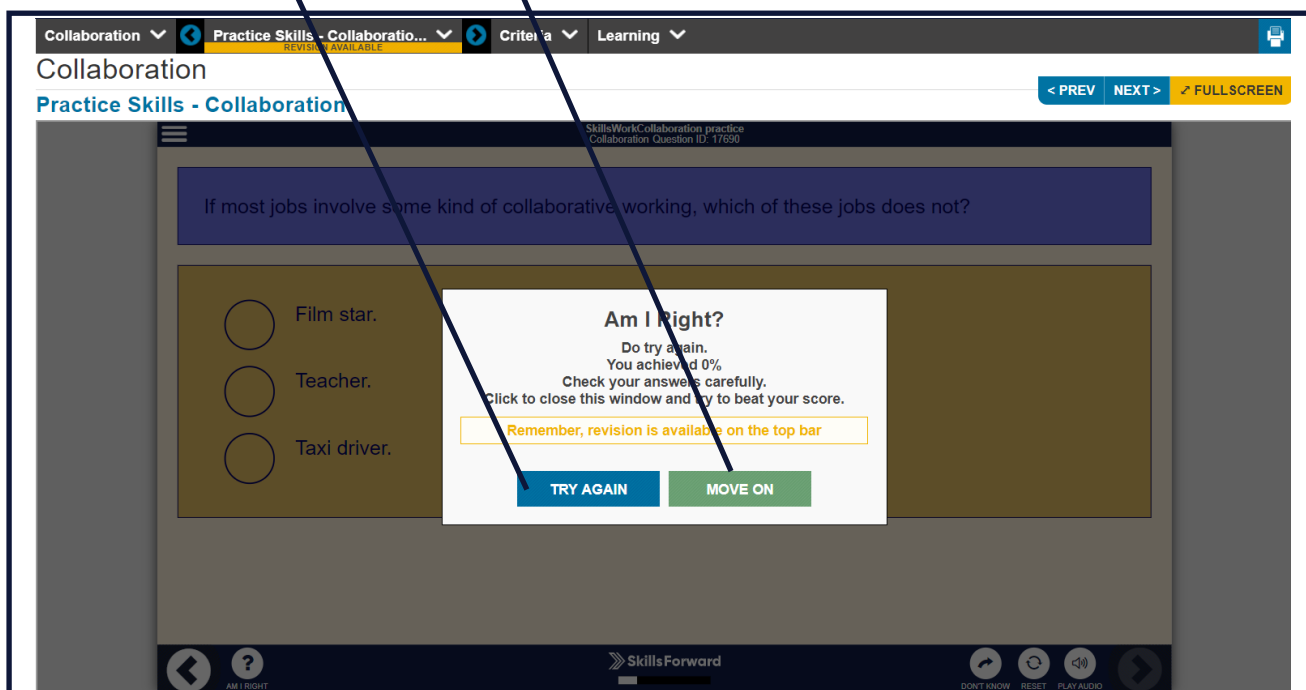 Collaboration
Practice Skills - Collaboratio...
REVISION AVAILABLE
Criteria
Learning
Collaboration
Practice Skills - Collaboration
< PREV
NEXT >
FULLSCREEN
SkillsWorkCollaboration practice
Collaboration Question ID: 17690
If most jobs involve some kind of collaborative working, which of these jobs does not?
Film star.
Teacher.
Taxi driver.
Am I Right?
Do try again.
You achieved 0%
Check your answers carefully.
Click to close this window and try to beat your score.
Remember, revision is available on the top bar
TRY AGAIN
MOVE ON
AM I RIGHT
SkillsForward
DON'T KNOW
RESET
PLAY AUDIO